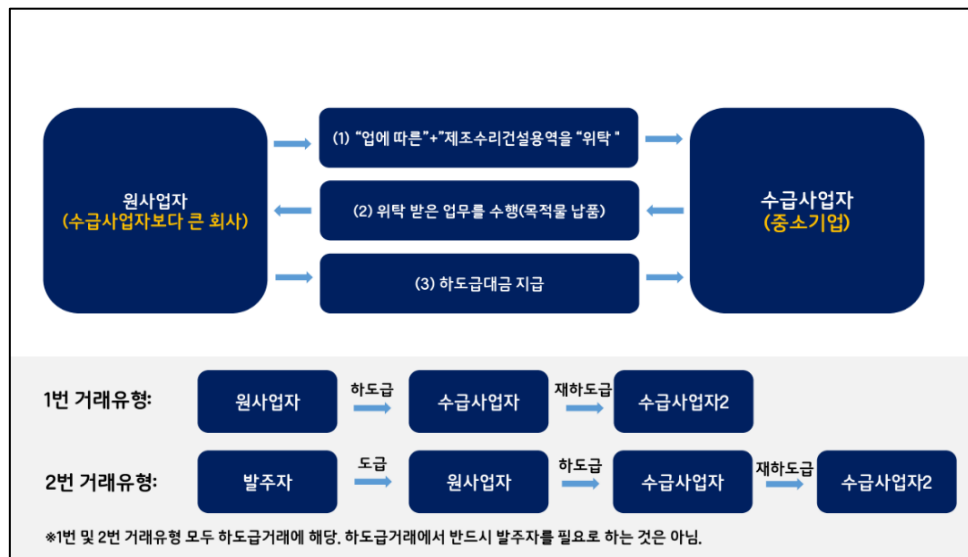 원사업자
(수급사업자보다 큰 회사)
(1) “업에 따른”+”제조수리건설용역을 “위탁 "
(2) 위탁 받은 업무를 수행(목적물 납품)
(3) 하도급대금 지급
수급사업자
(중소기업)
1번 거래유형:
원사업자
하도급
수급사업자
재하도급
수급사업자2
2번 거래유형:
발주자
도급
원사업자
하도급
수급사업자
재하도급
수급사업자2
※1번 및 2번 거래유형 모두 하도급거래에 해당. 하도급거래에서 반드시 발주자를 필요로 하는 것은 아님.